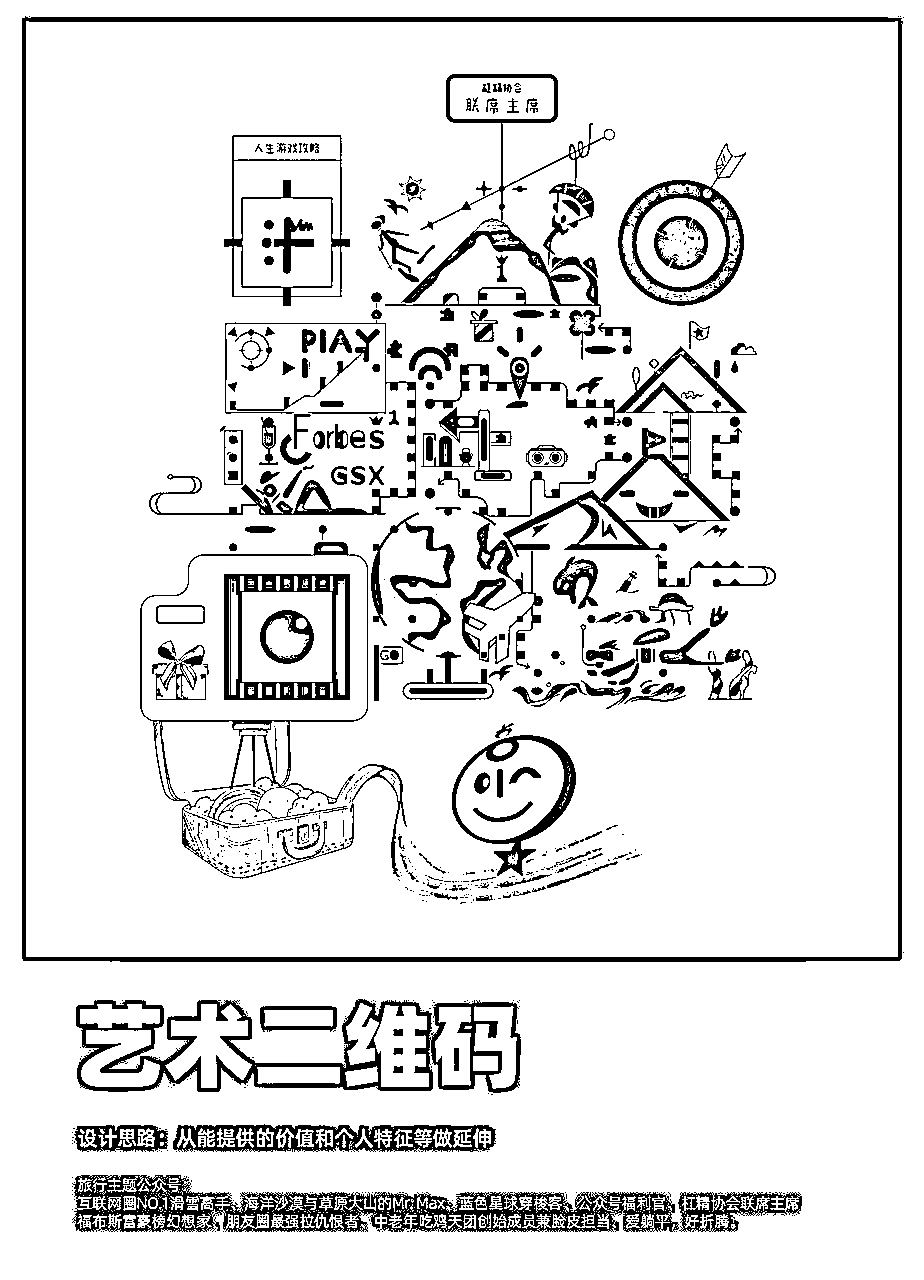 杠精协会
联席主席
人生游戏攻略
PlAY
1
Forbes
GSX
GO
艺术二维码
设计思路：从能提供的价值和个人特征等做延伸
旅行主题公众号：
互联网圈NO.1滑雪高手、海洋沙漠与草原大山的Mr.Max、蓝色星球穿梭客、公众号福利官、杠精协会联席主席
福布斯富豪榜幻想家、朋友圈最强拉仇恨者、中老年吃鸡天团创始成员兼脸皮担当、爱躺平、好折腾。